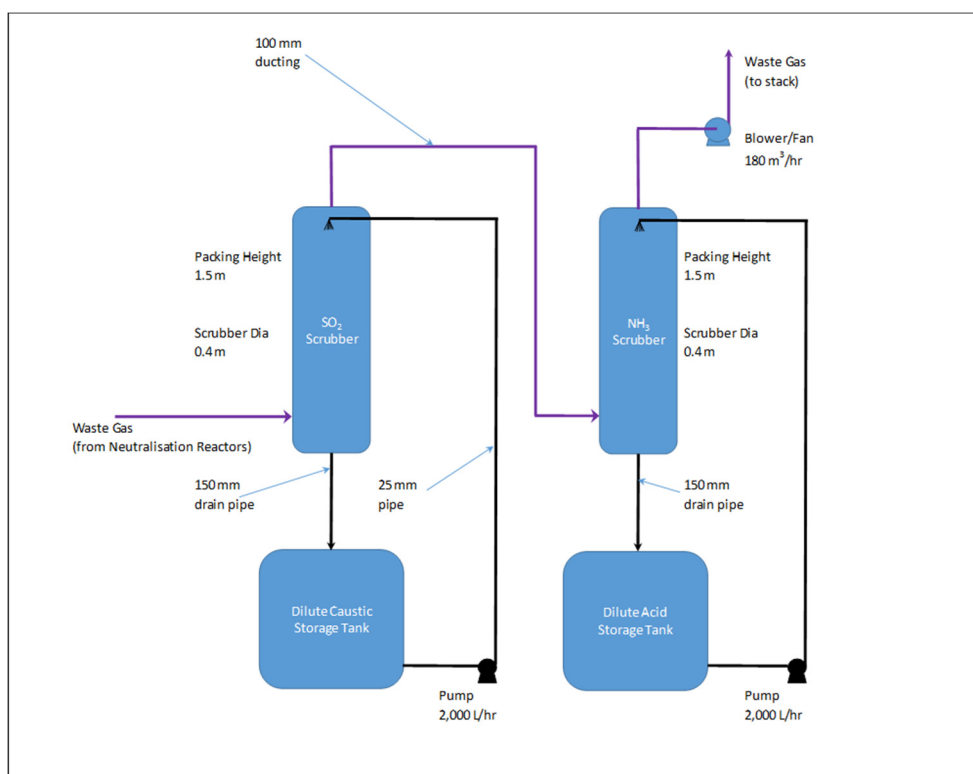 100 mm
ducting
Waste Gas
(to stack)
Blower/Fan
180 m³/hr
Packing Height
1.5 m
SO₂
Scrubber
Scrubber Dia
0.4 m
Packing Height
1.5 m
NH₃
Scrubber
Scrubber Dia
0.4 m
Waste Gas
(from Neutralisation Reactors)
150 mm
drain pipe
25 mm
pipe
150 mm
drain pipe
Dilute Caustic
Storage Tank
Dilute Acid
Storage Tank
Pump
2,000 L/hr
Pump
2,000 L/hr